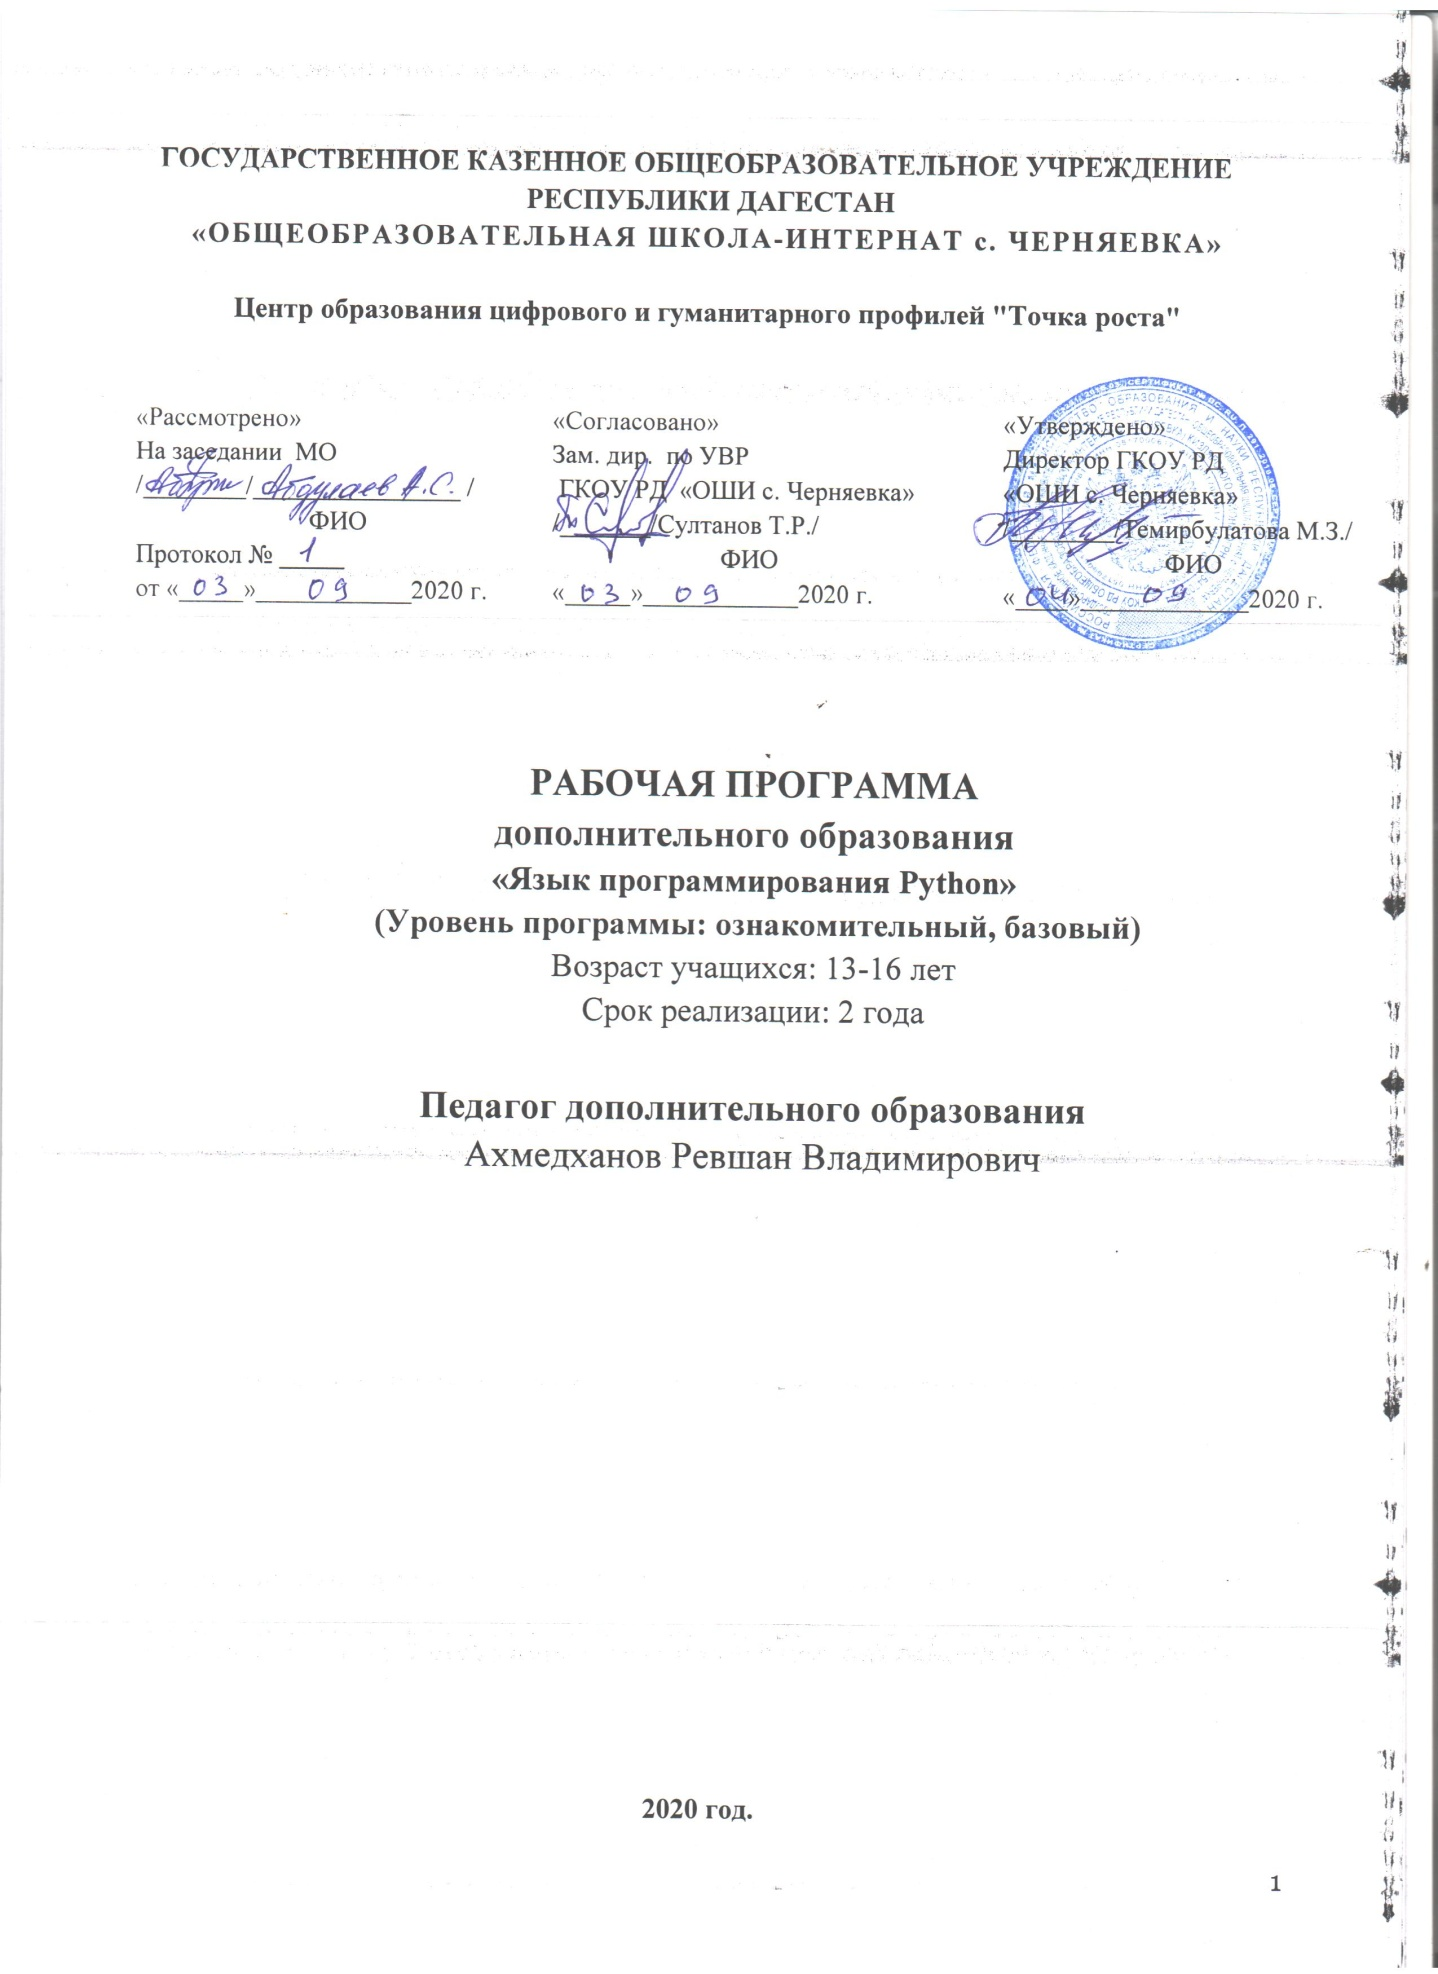 ГОСУДАРСТВЕННОЕ КАЗЕННОЕ ОБЩЕОБРАЗОВАТЕЛЬНОЕ УЧРЕЖДЕНИЕ
РЕСПУБЛИКИ ДАГЕСТАН
«ОБЩЕОБРАЗОВАТЕЛЬНАЯ ШКОЛА-ИНТЕРНАТ с. ЧЕРНЯЕВКА»
Центр образования цифрового и гуманитарного профилей "Точка роста"
«Рассмотрено»
На заседании МО
/________/ Абдулаев А.С. /
ФИО
Протокол № 1
от «03» 09 2020 г.
«Согласовано»
Зам. дир. по УВР
ГКОУ РД «ОШИ с. Черняевка»
/________/Султанов Т.Р./
ФИО
«03» 09 2020 г.
«Утверждено»
Директор ГКОУ РД
«ОШИ с. Черняевка»
/________/Темирбулатова М.З./
ФИО
«04» 09 2020 г.
РАБОЧАЯ ПРОГРАММА
дополнительного образования
«Язык программирования Python»
(Уровень программы: ознакомительный, базовый)
Возраст учащихся: 13-16 лет
Срок реализации: 2 года
Педагог дополнительного образования
Ахмедханов Ревшан Владимирович
2020 год.
1